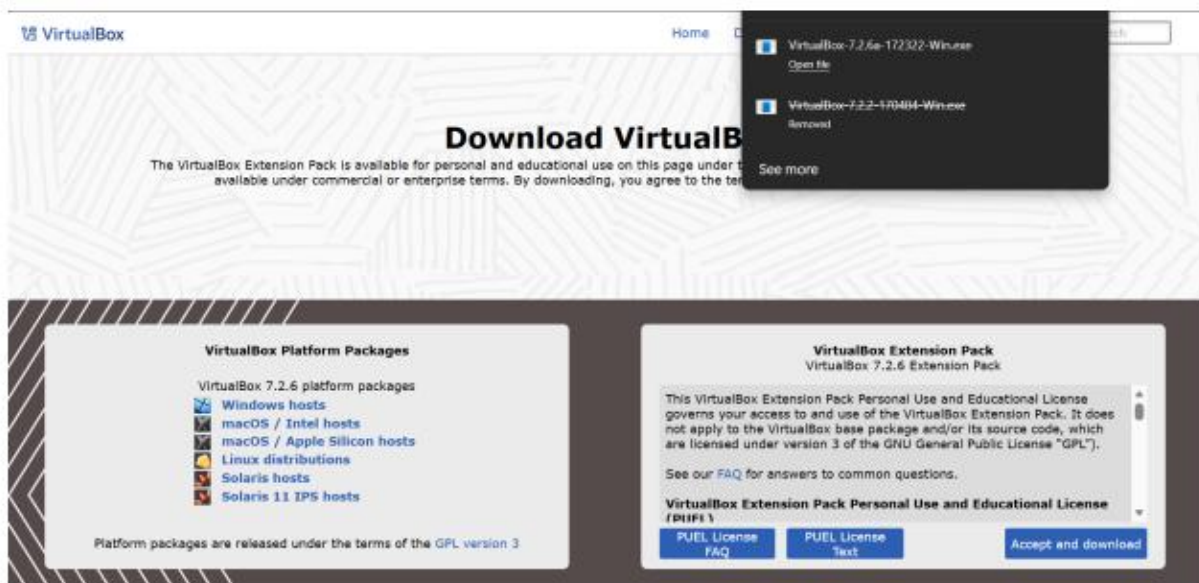 VirtualBox
Home
VirtualBox-7.2.6a-172322-Win.exe
Open file
VirtualBox-7.2.2-170484-Win.exe
Removed
See more
Download VirtualB
The VirtualBox Extension Pack is available for personal and educational use on this page under t
available under commercial or enterprise terms. By downloading, you agree to the ter
VirtualBox Platform Packages
VirtualBox 7.2.6 platform packages
Windows hosts
macOS / Intel hosts
macOS / Apple Silicon hosts
Linux distributions
Solaris hosts
Solaris 11 IPS hosts
Platform packages are released under the terms of the GPL version 3
VirtualBox Extension Pack
VirtualBox 7.2.6 Extension Pack
This VirtualBox Extension Pack Personal Use and Educational License
governs your access to and use of the VirtualBox Extension Pack. It does
not apply to the VirtualBox base package and/or its source code, which
are licensed under version 3 of the GNU General Public License "GPL").
See our FAQ for answers to common questions.
VirtualBox Extension Pack Personal Use and Educational License
(PUEL)
PUEL License
FAQ
PUEL License
Text
Accept and download